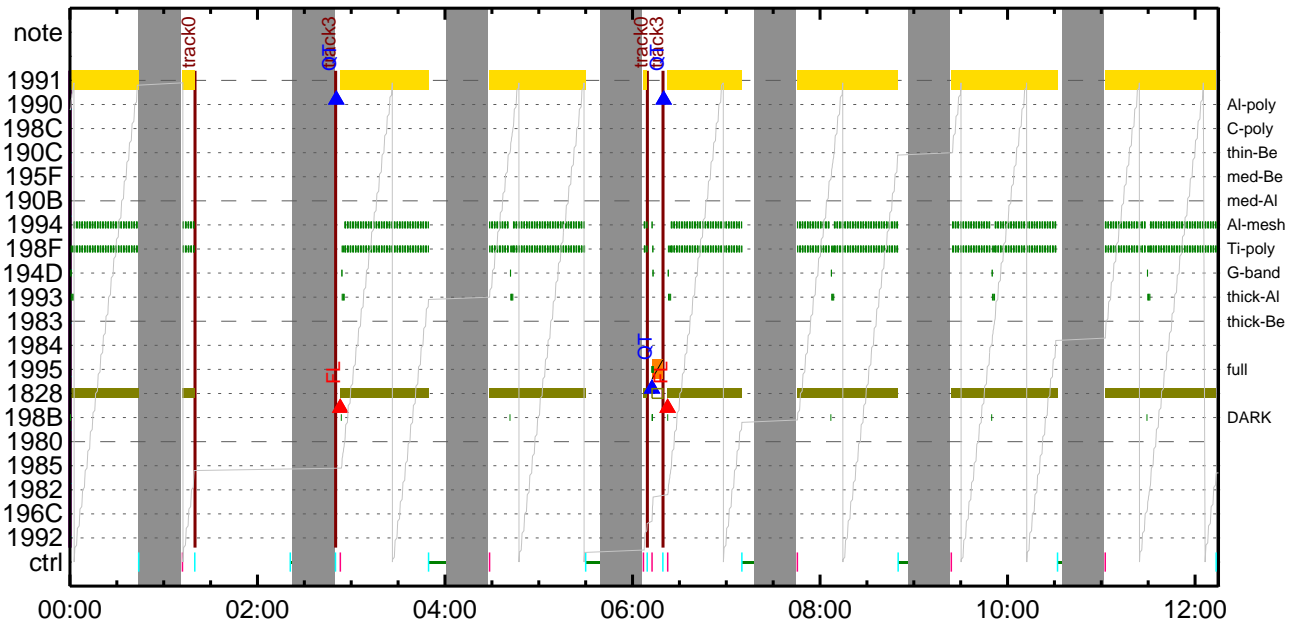 note
track0
QT
track3
track0
QT
track3
1991
1990 Al-poly
198C C-poly
190C thin-Be
195F med-Be
190B med-Al
1994 Al-mesh
198F Ti-poly
194D G-band
1993 thick-Al
1983 thick-Be
1984
QT
1995 full
FL
FL
1828
198B DARK
1980
1985
1982
196C
1992
ctrl
00:00 02:00 04:00 06:00 08:00 10:00 12:00